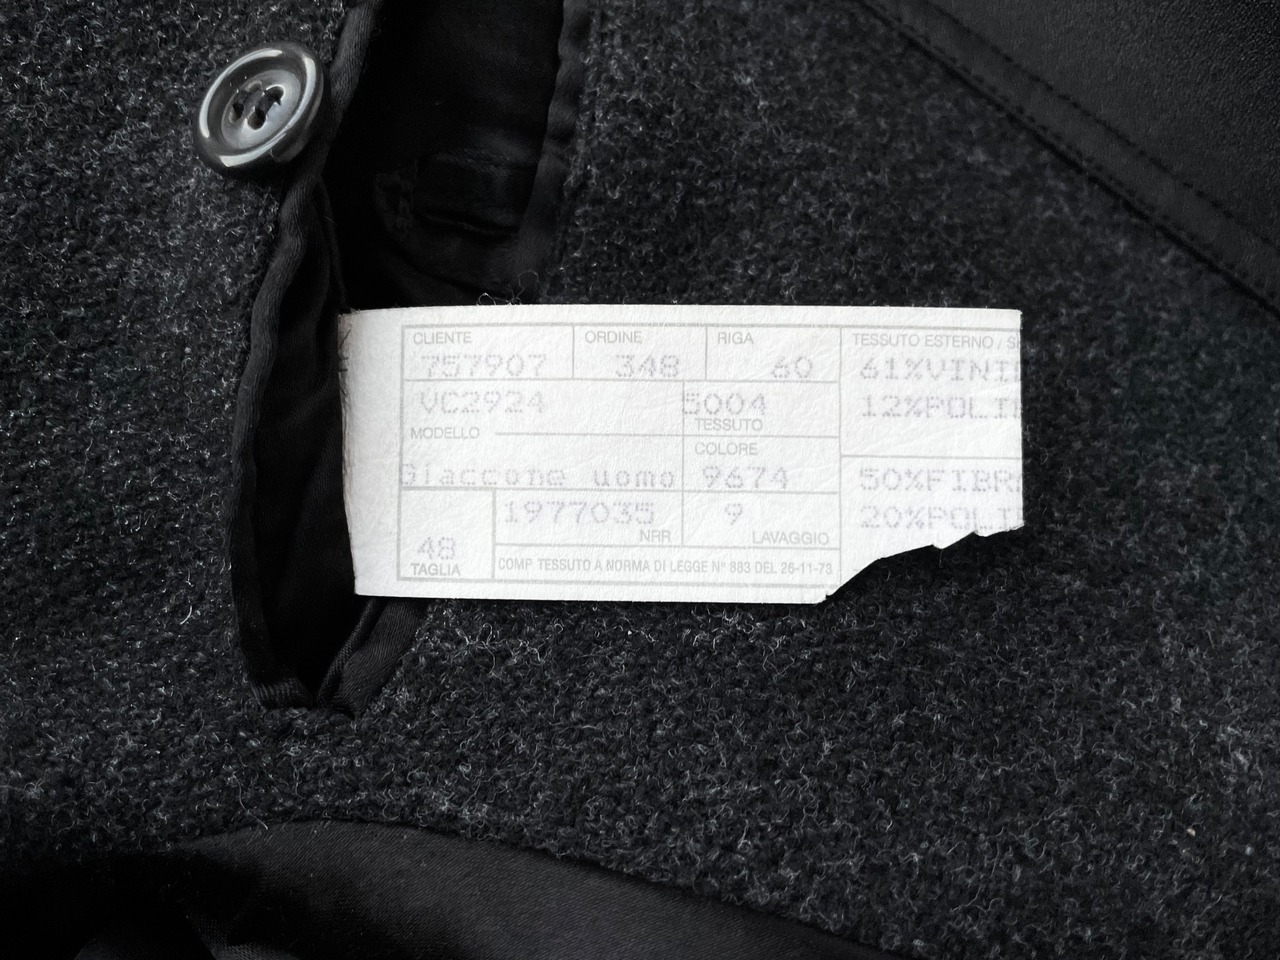 CLIENTE ORDINE RIGA
757907 348 60
VC2924 5004
MODELLO TESSUTO
COLORE
Giaccone uomo 9674
1977035 9
NRR LAVAGGIO
48
TAGLIA
COMP. TESSUTO A NORMA DI LEGGE N° 883 DEL 26-11-73
TESSUTO ESTERNO /
61%VINI
12%POLI
50%FIBR
20%POLI